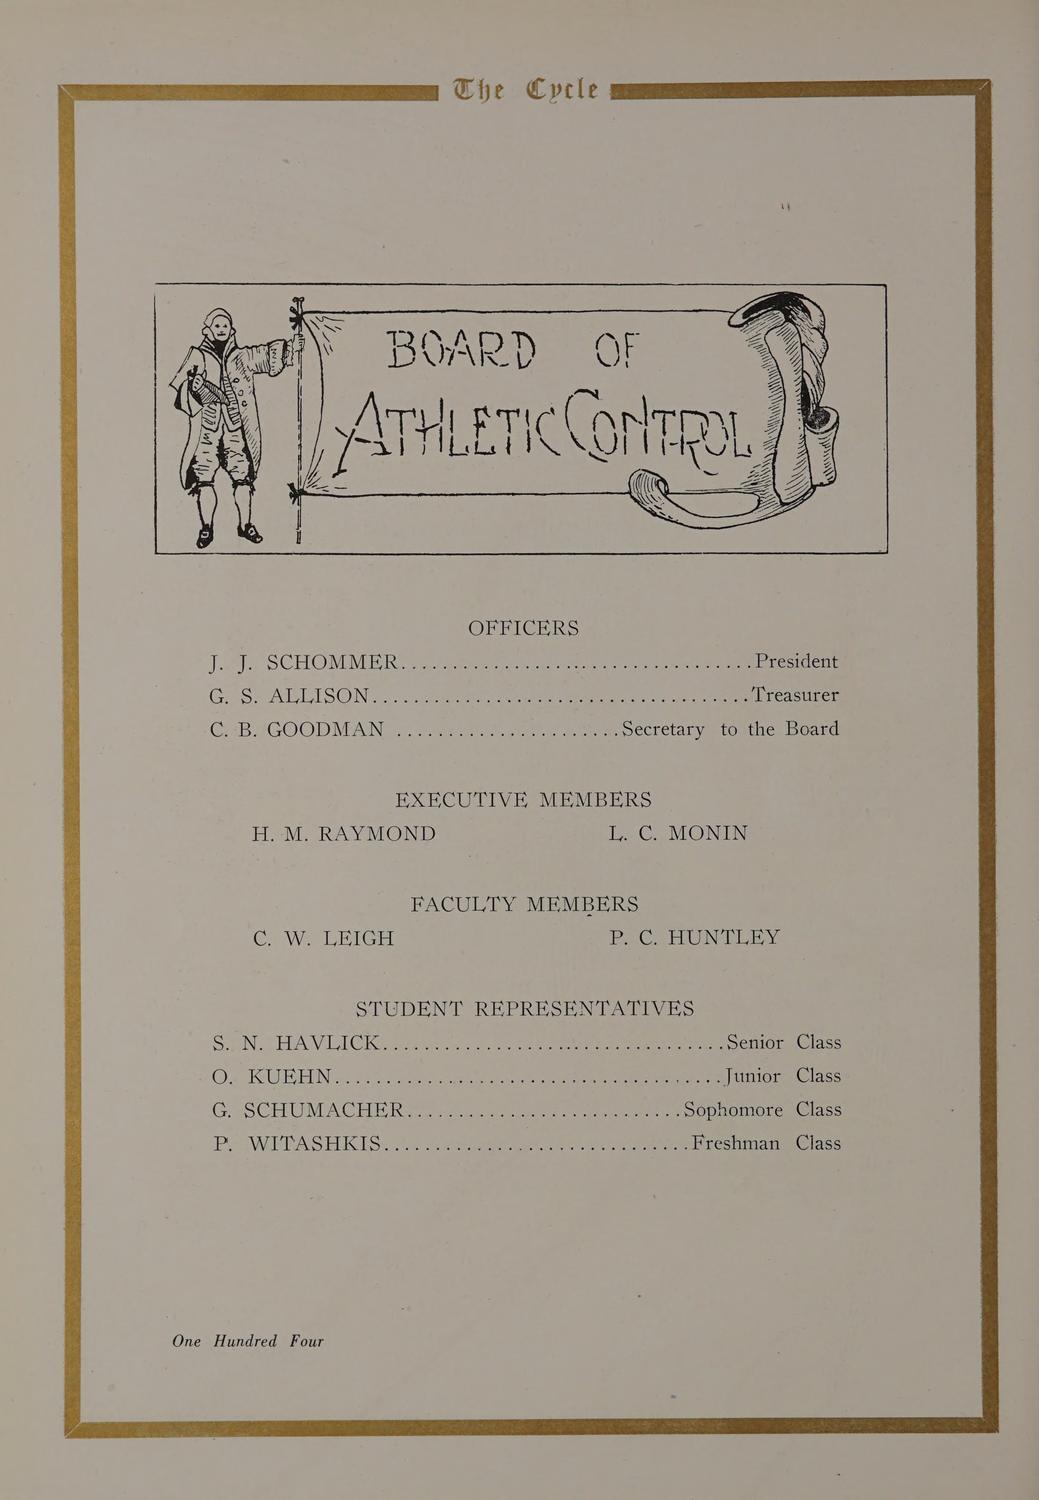 The Cycle
BOARD OF
ATHLETIC CONTROL
OFFICERS
J. J. SCHOMMER....................................President
G. S. ALLISON.......................................Treasurer
C. B. GOODMAN ......................Secretary to the Board
EXECUTIVE MEMBERS
H. M. RAYMOND L. C. MONIN
FACULTY MEMBERS
C. W. LEIGH P. C. HUNTLEY
STUDENT REPRESENTATIVES
S. N. HAVLICK...................................Senior Class
O. KUEHN........................................Junior Class
G. SCHUMACHER............................Sophomore Class
P. WITASHKIS...............................Freshman Class
One Hundred Four